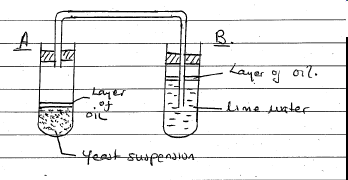 A
B.
Layer of oil.
Layer
of
oil
Lime water
Yeast suspension